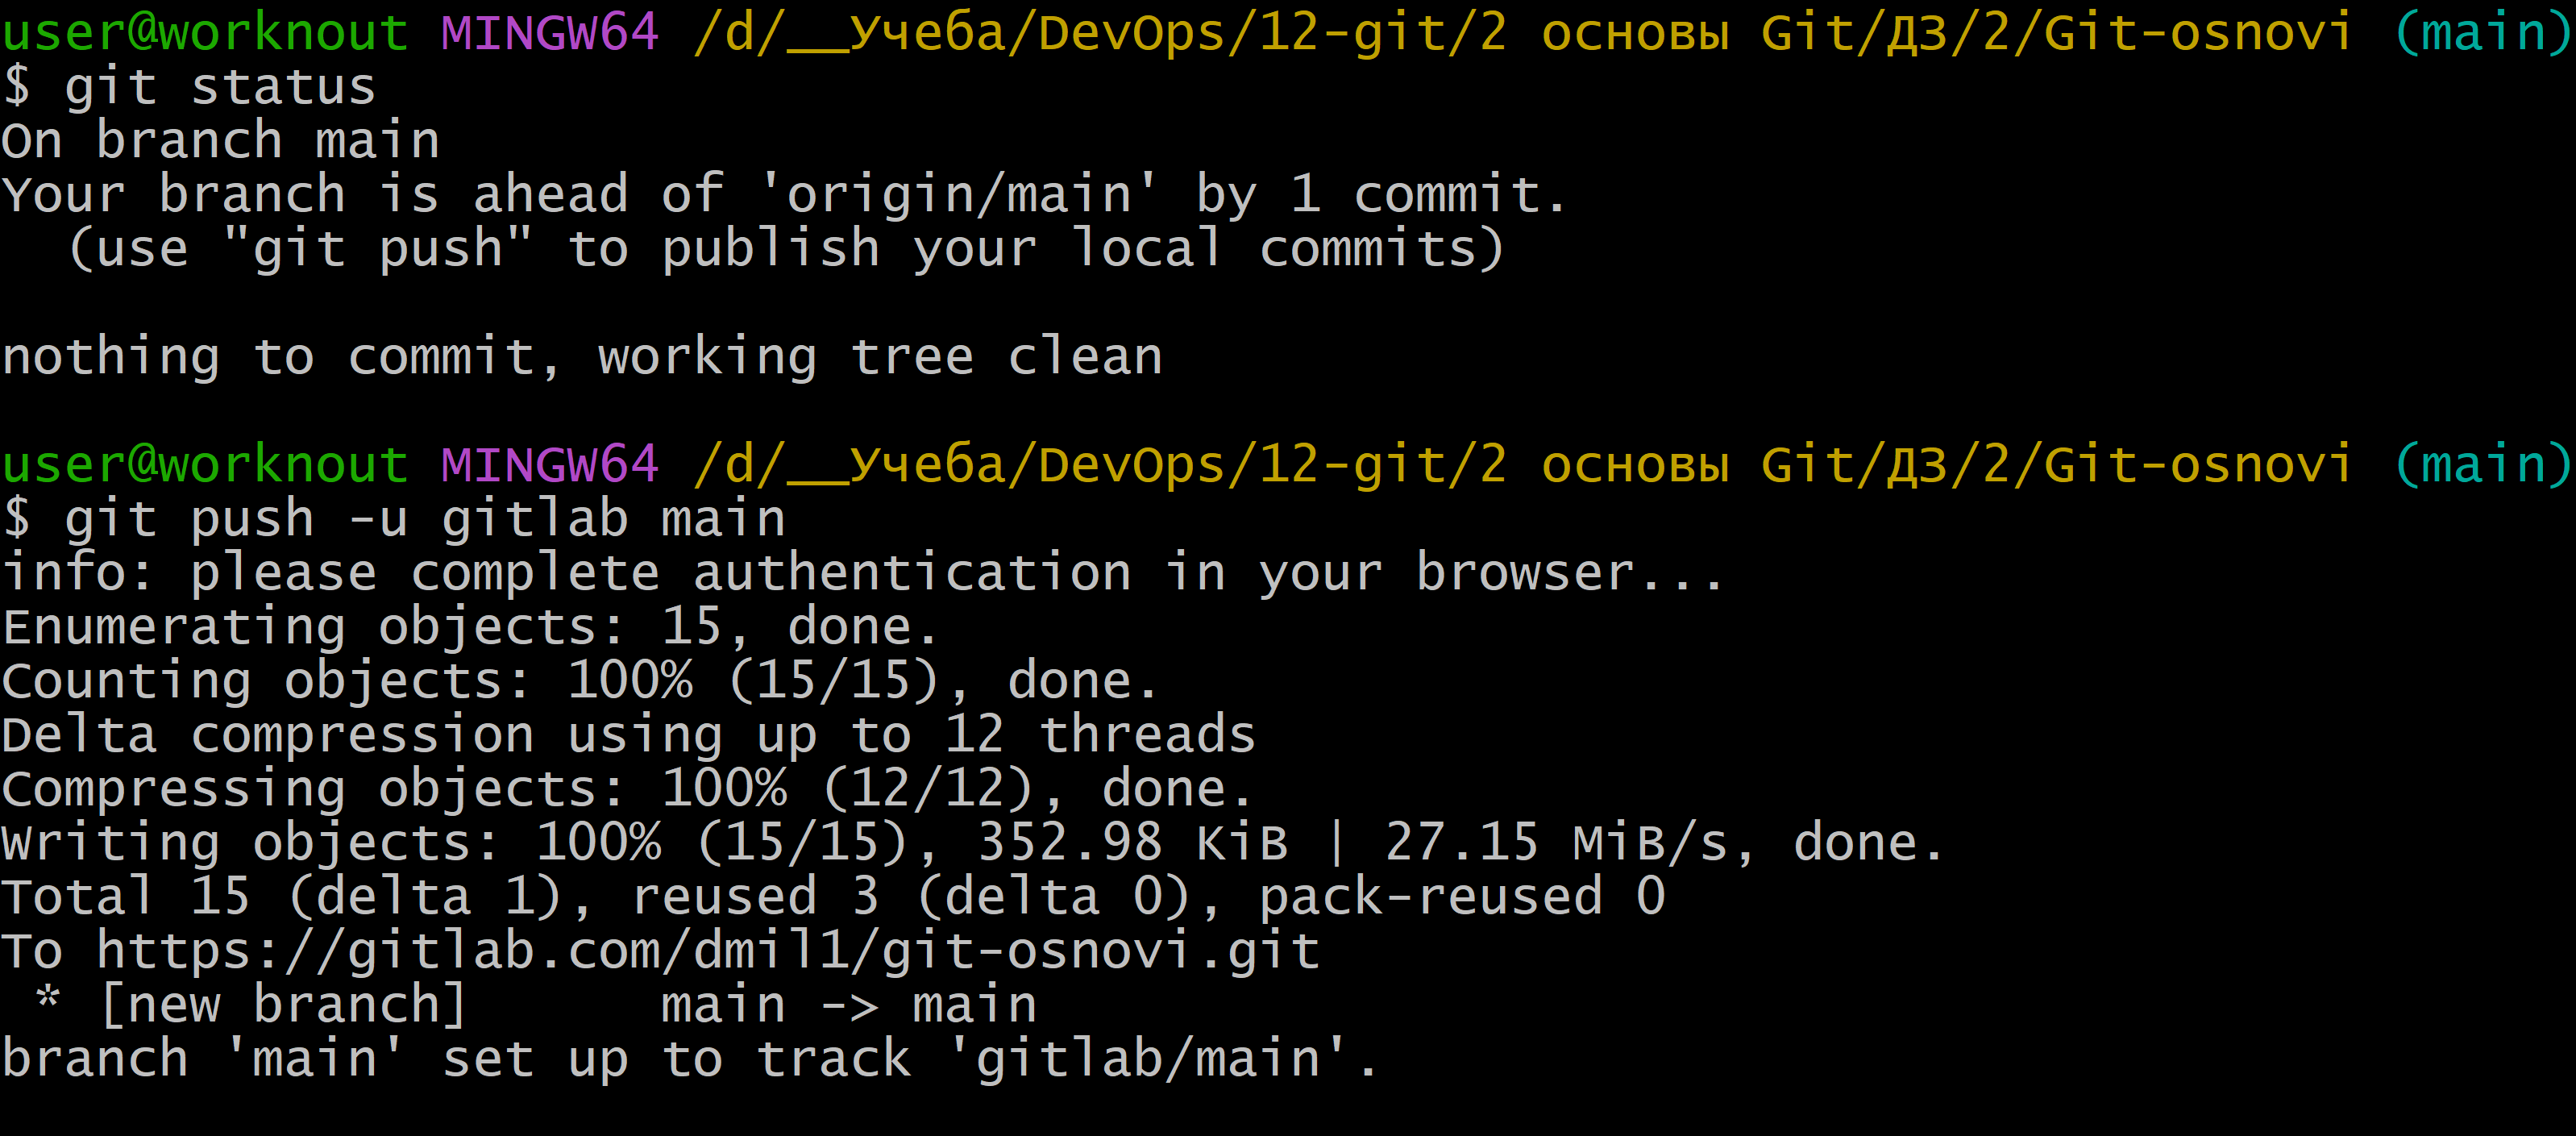 user@worknout MINGW64 /d/__Учеба/DevOps/12-git/2 основы Git/ДЗ/2/Git-osnovi (main)
$ git status
On branch main
Your branch is ahead of 'origin/main' by 1 commit.
  (use "git push" to publish your local commits)
nothing to commit, working tree clean
user@worknout MINGW64 /d/__Учеба/DevOps/12-git/2 основы Git/ДЗ/2/Git-osnovi (main)
$ git push -u gitlab main
info: please complete authentication in your browser...
Enumerating objects: 15, done.
Counting objects: 100% (15/15), done.
Delta compression using up to 12 threads
Compressing objects: 100% (12/12), done.
Writing objects: 100% (15/15), 352.98 KiB | 27.15 MiB/s, done.
Total 15 (delta 1), reused 3 (delta 0), pack-reused 0
To https://gitlab.com/dmil1/git-osnovi.git
 * [new branch]      main -> main
branch 'main' set up to track 'gitlab/main'.